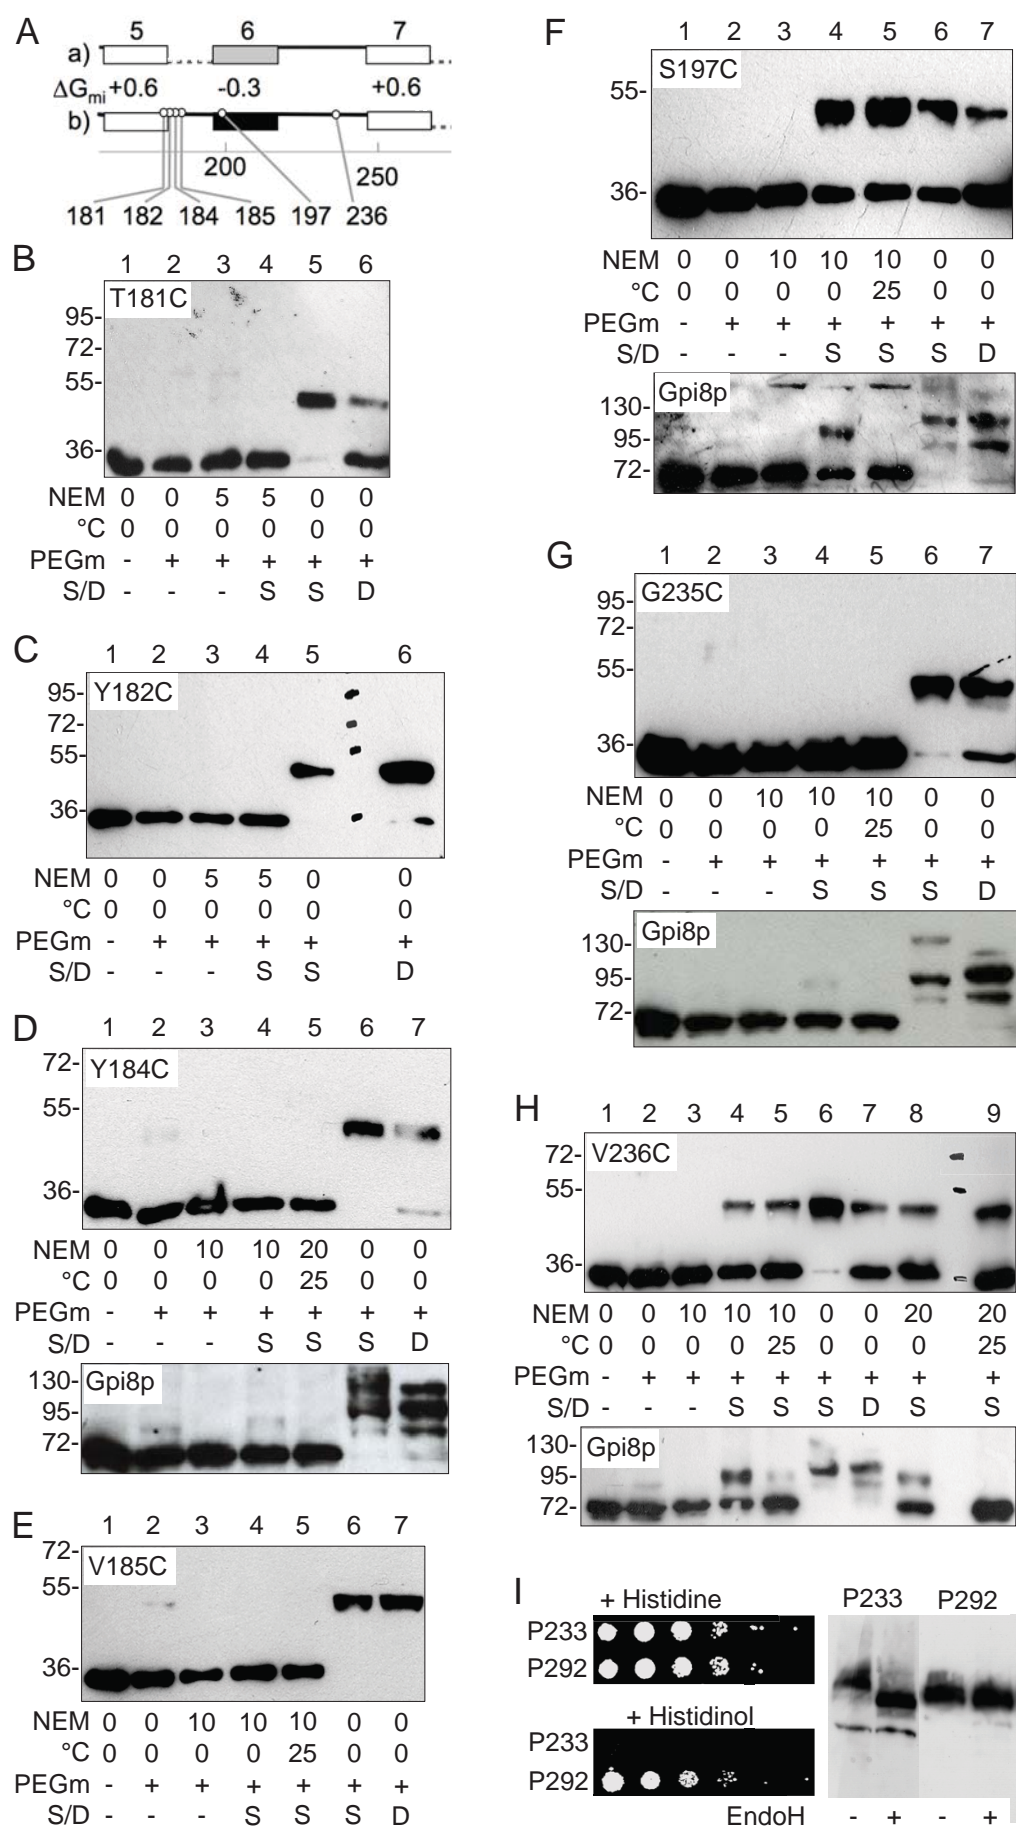 A
5 6 7
a)
ΔGmi +0.6 -0.3 +0.6
b)
200 250
181 182 184 185 197 236
B
1 2 3 4 5 6
T181C
95-
72-
55-
36-
NEM 0 0 5 5 0 0
°C 0 0 0 0 0 0
PEGm - + + + + +
S/D - - - S S D
C
1 2 3 4 5 6
Y182C
95-
72-
55-
36-
NEM 0 0 5 5 0 0
°C 0 0 0 0 0 0
PEGm - + + + + +
S/D - - - S S D
D
1 2 3 4 5 6 7
Y184C
72-
55-
36-
NEM 0 0 10 10 20 0 0
°C 0 0 0 0 25 0 0
PEGm - + + + + + +
S/D - - - S S S D
Gpi8p
130-
95-
72-
E
1 2 3 4 5 6 7
V185C
72-
55-
36-
NEM 0 0 10 10 10 0 0
°C 0 0 0 0 25 0 0
PEGm - + + + + + +
S/D - - - S S S D
F
1 2 3 4 5 6 7
S197C
55-
36-
NEM 0 0 10 10 10 0 0
°C 0 0 0 0 25 0 0
PEGm - + + + + + +
S/D - - - S S S D
Gpi8p
130-
95-
72-
G
1 2 3 4 5 6 7
G235C
95-
72-
55-
36-
NEM 0 0 10 10 10 0 0
°C 0 0 0 0 25 0 0
PEGm - + + + + + +
S/D - - - S S S D
Gpi8p
130-
95-
72-
H
1 2 3 4 5 6 7 8 9
V236C
72-
55-
36-
NEM 0 0 10 10 10 0 0 20 20
°C 0 0 0 0 25 0 0 0 25
PEGm - + + + + + + + +
S/D - - - S S S D S S
Gpi8p
130-
95-
72-
I
+ Histidine
P233
P292
+ Histidinol
P233
P292
P233 P292
EndoH - + - +